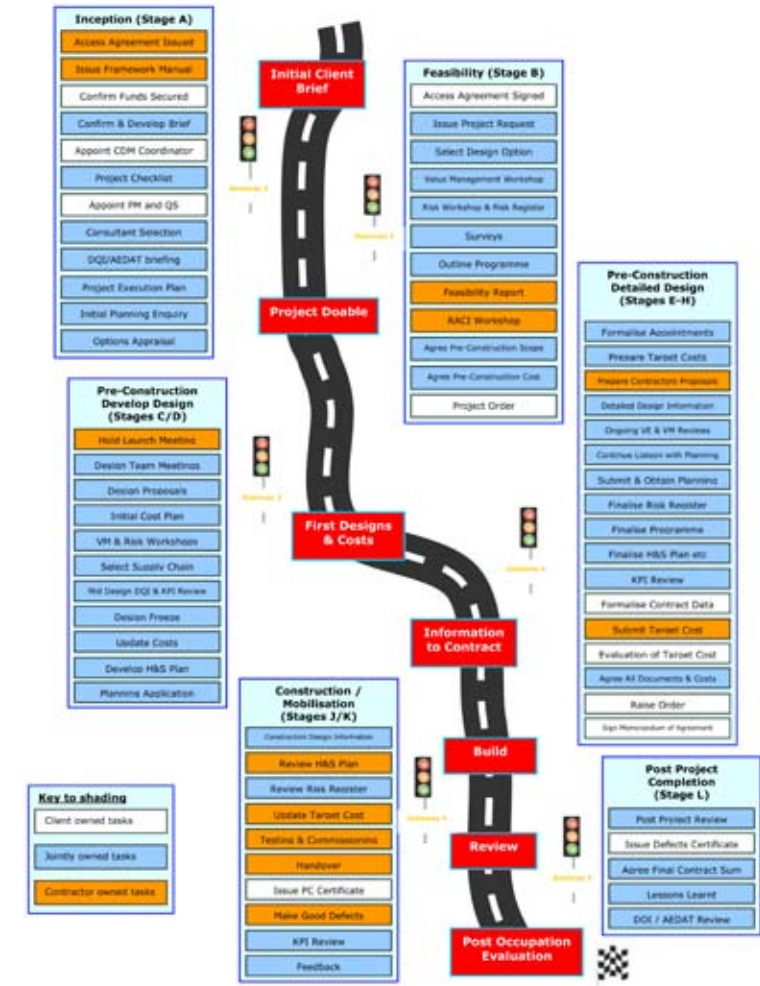 Inception (Stage A)
Access Agreement Issued
Issue Framework Manual
Confirm Funds Secured
Confirm & Develop Brief
Appoint CDM Coordinator
Project Checklist
Appoint PM and QS
Consultant Selection
DQI/AEDAT briefing
Project Execution Plan
Initial Planning Enquiry
Options Appraisal
Initial Client
Brief
Feasibility (Stage B)
Access Agreement Signed
Issue Project Request
Select Design Option
Value Management Workshop
Risk Workshop & Risk Register
Surveys
Outline Programme
Feasibility Report
RACI Workshop
Agree Pre-Construction Scope
Agree Pre-Construction Cost
Project Order
Project Doable
Pre-Construction
Detailed Design
(Stages E-H)
Formalise Appointments
Prepare Target Costs
Prepare Contractors Proposals
Detailed Design Information
Ongoing VE & VM Reviews
Continue Liaison with Planning
Submit & Obtain Planning
Finalise Risk Register
Finalise Programme
Finalise H&S Plan etc
KPI Review
Formalise Contract Data
Submit Target Cost
Evaluation of Target Cost
Agree All Documents & Costs
Raise Order
Sign Memorandum of Agreement
Pre-Construction
Develop Design
(Stages C/D)
Hold Launch Meeting
Design Team Meetings
Design Proposals
Initial Cost Plan
VM & Risk Workshops
Select Supply Chain
Mid Design DQI & KPI Review
Design Freeze
Update Costs
Develop H&S Plan
Planning Application
First Designs
& Costs
Information
to Contract
Construction /
Mobilisation
(Stages J/K)
Construction Design Information
Review H&S Plan
Review Risk Register
Update Target Cost
Testing & Commissioning
Handover
Issue PC Certificate
Make Good Defects
KPI Review
Feedback
Build
Review
Post Occupation
Evaluation
Post Project
Completion
(Stage L)
Post Project Review
Issue Defects Certificate
Agree Final Contract Sum
Lessons Learnt
DQI / AEDAT Review
Key to shading
Client owned tasks
Jointly owned tasks
Contractor owned tasks